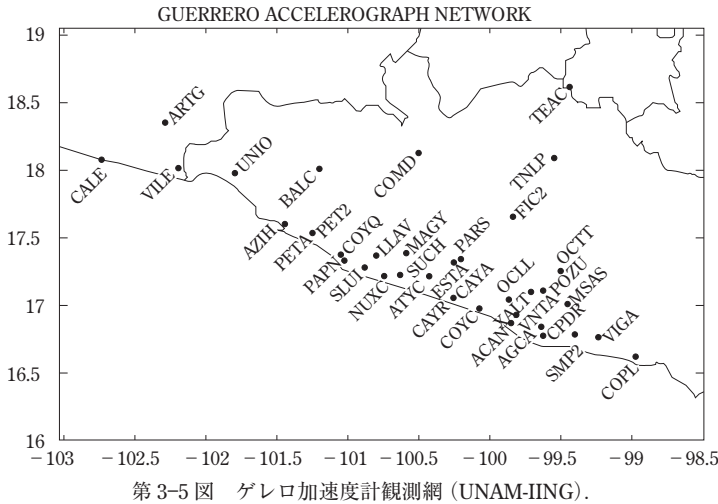 GUERRERO ACCELEROGRAPH NETWORK
19
18.5
18
17.5
17
16.5
16
ARTG
CALE
VILE
UNIO
BALC
COMD
TEAC
TNLP
FIC2
AZIH
PETA
PET2
PAPN
COYQ
SLUI
LLAV
NUXC
MAGY
SUCH
ATYC
PARS
ESTA
CAYA
CAYR
COYC
OCLL
XALT
ACAN
VNTA
AGCA
POZU
OCTT
MSAS
CPDR
SMP2
VIGA
COPL
−103 −102.5 −102 −101.5 −101 −100.5 −100 −99.5 −99 −98.5
第 3–5 図 ゲレロ加速度計観測網 (UNAM-IING).